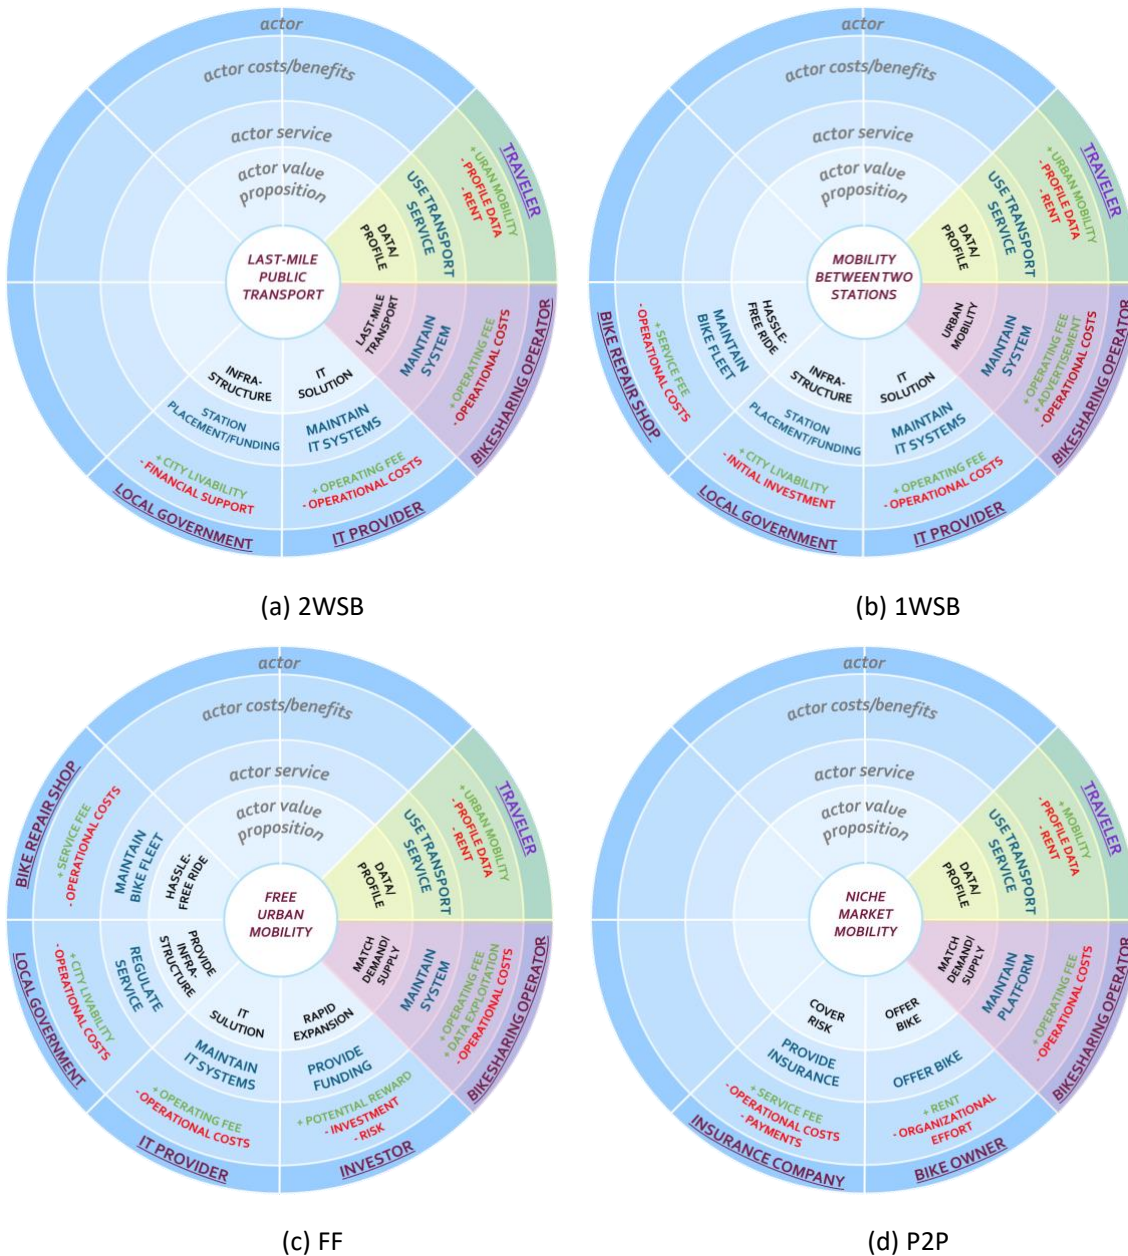 actor
actor costs/benefits
actor service
actor value
proposition
LAST-MILE
PUBLIC
TRANSPORT
TRAVELER
+ URAN MOBILITY
- PROFILE DATA
- RENT
USE TRANSPORT
SERVICE
DATA/
PROFILE
BIKESHARING OPERATOR
+ OPERATING FEE
- OPERATIONAL COSTS
MAINTAIN
SYSTEM
LAST-MILE
TRANSPORT
IT PROVIDER
+ OPERATING FEE
- OPERATIONAL COSTS
MAINTAIN
IT SYSTEMS
IT
SOLUTION
LOCAL GOVERNMENT
+ CITY LIVABILITY
- FINANCIAL SUPPORT
STATION
PLACEMENT/FUNDING
INFRA-
STRUCTURE
(a) 2WSB
actor
actor costs/benefits
actor service
actor value
proposition
MOBILITY
BETWEEN TWO
STATIONS
TRAVELER
+ URBAN MOBILITY
- PROFILE DATA
- RENT
USE TRANSPORT
SERVICE
DATA/
PROFILE
BIKESHARING OPERATOR
+ OPERATING FEE
+ ADVERTISEMENT
- OPERATIONAL COSTS
MAINTAIN
SYSTEM
URBAN
MOBILITY
IT PROVIDER
+ OPERATING FEE
- OPERATIONAL COSTS
MAINTAIN
IT SYSTEMS
IT
SOLUTION
LOCAL GOVERNMENT
+ CITY LIVABILITY
- INITIAL INVESTMENT
STATION
PLACEMENT/FUNDING
INFRA-
STRUCTURE
BIKE REPAIR SHOP
+ SERVICE FEE
- OPERATIONAL COSTS
MAINTAIN
BIKE FLEET
HASSLE-
FREE RIDE
(b) 1WSB
actor
actor costs/benefits
actor service
actor value
proposition
FREE
URBAN
MOBILITY
TRAVELER
+ URBAN MOBILITY
- PROFILE DATA
- RENT
USE TRANSPORT
SERVICE
DATA/
PROFILE
BIKESHARING OPERATOR
+ OPERATING FEE
+ DATA EXPLOITATION
- OPERATIONAL COSTS
MAINTAIN
SYSTEM
MATCH
DEMAND/
SUPPLY
INVESTOR
+ POTENTIAL REWARD
- INVESTMENT
- RISK
PROVIDE
FUNDING
RAPID
EXPANSION
IT PROVIDER
+ OPERATING FEE
- OPERATIONAL COSTS
MAINTAIN
IT SYSTEMS
IT
SULUTION
LOCAL GOVERNMENT
+ CITY LIVABILITY
- OPERATIONAL COSTS
REGULATE
SERVICE
PROVIDE
INFRA-
STRUCTURE
BIKE REPAIR SHOP
+ SERVICE FEE
- OPERATIONAL COSTS
MAINTAIN
BIKE FLEET
HASSLE-
FREE RIDE
(c) FF
actor
actor costs/benefits
actor service
actor value
proposition
NICHE
MARKET
MOBILITY
TRAVELER
+ MOBILITY
- PROFILE DATA
- RENT
USE TRANSPORT
SERVICE
DATA/
PROFILE
BIKESHARING OPERATOR
+ OPERATING FEE
- OPERATIONAL COSTS
MAINTAIN
PLATFORM
MATCH
DEMAND/
SUPPLY
BIKE OWNER
+ RENT
- ORGANIZATIONAL
EFFORT
OFFER BIKE
OFFER
BIKE
INSURANCE COMPANY
+ SERVICE FEE
- OPERATIONAL COSTS
- PAYMENTS
PROVIDE
INSURANCE
COVER
RISK
(d) P2P